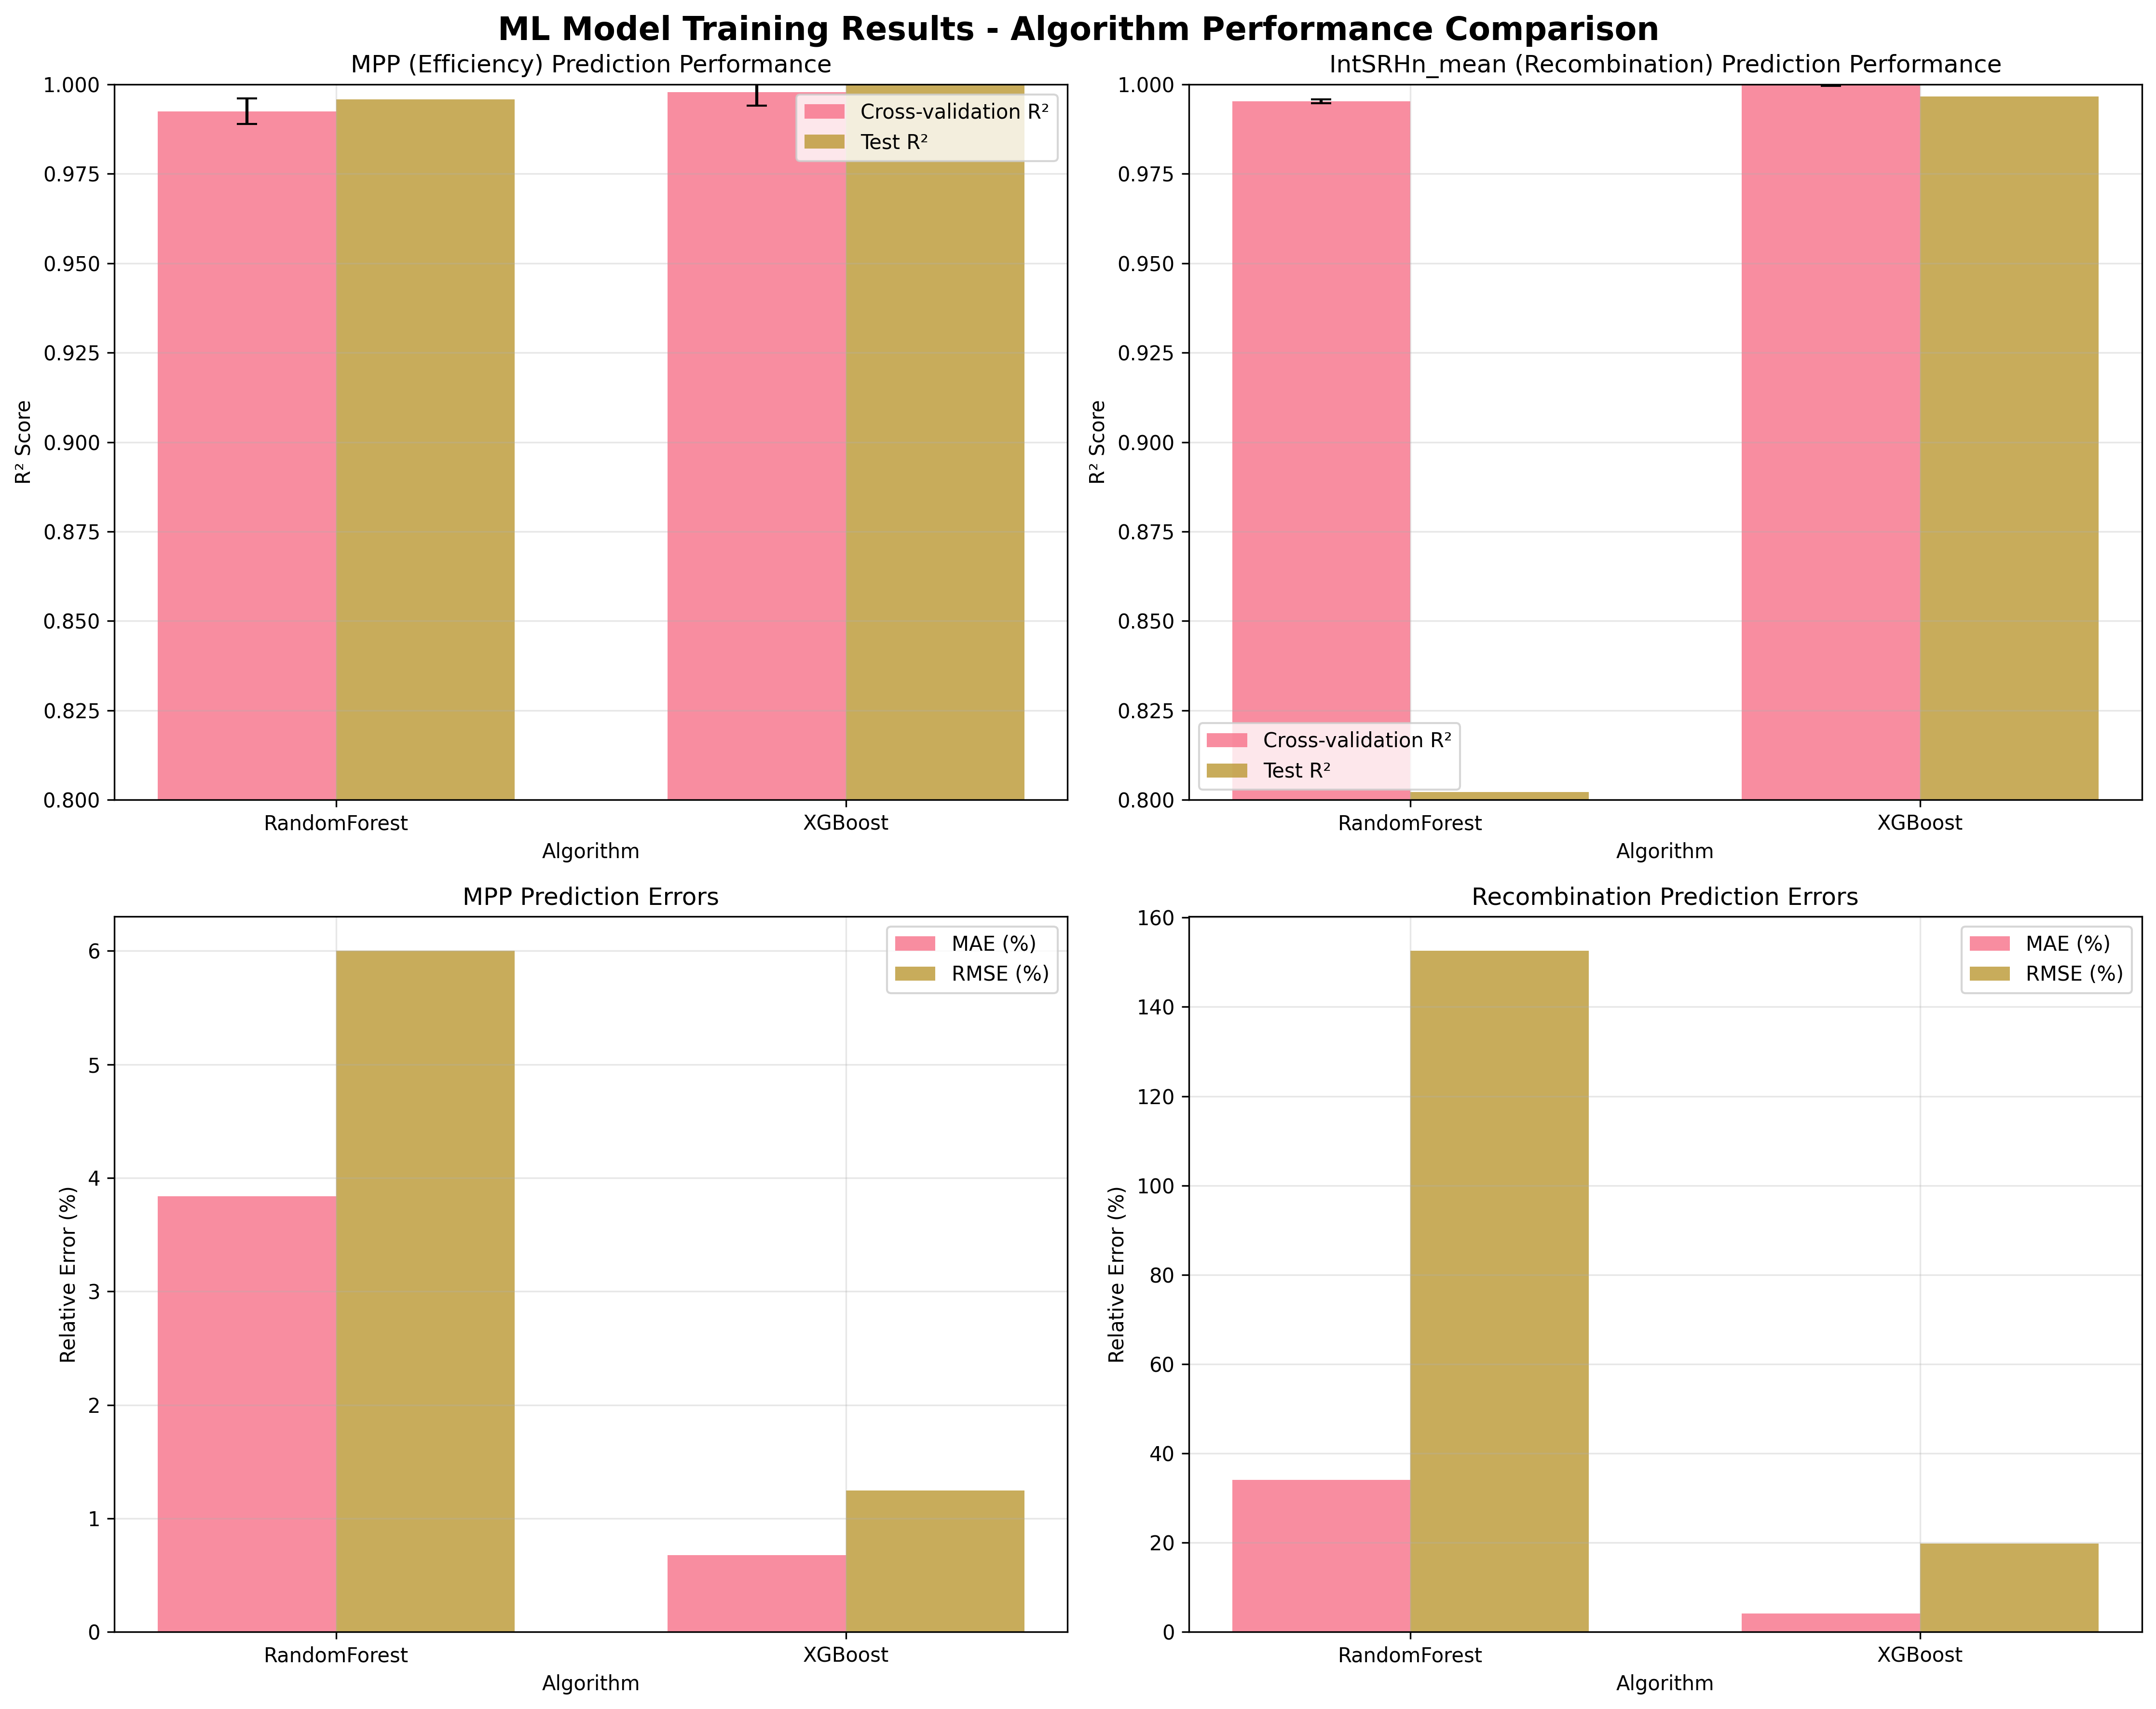 ML Model Training Results - Algorithm Performance Comparison
MPP (Efficiency) Prediction Performance
1.000
0.975
0.950
0.925
0.900
0.875
0.850
0.825
0.800
R² Score
Cross-validation R²
Test R²
RandomForest
XGBoost
Algorithm
IntSRHn_mean (Recombination) Prediction Performance
1.000
0.975
0.950
0.925
0.900
0.875
0.850
0.825
0.800
R² Score
Cross-validation R²
Test R²
RandomForest
XGBoost
Algorithm
MPP Prediction Errors
6
5
4
3
2
1
0
Relative Error (%)
MAE (%)
RMSE (%)
RandomForest
XGBoost
Algorithm
Recombination Prediction Errors
160
140
120
100
80
60
40
20
0
Relative Error (%)
MAE (%)
RMSE (%)
RandomForest
XGBoost
Algorithm